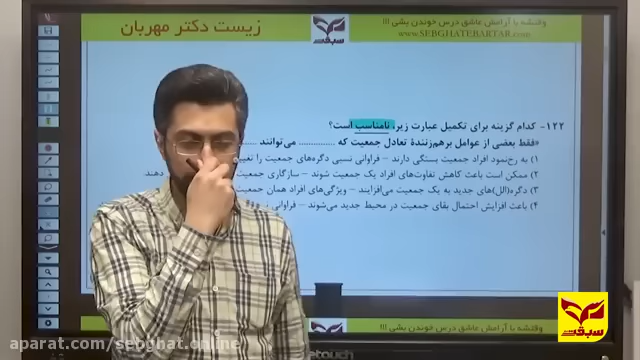 وقتشه با آرامش عاشق درس خوندن بشی !!!
www.SEBGHATEBARTAR.COM
سبقت
زیست دکتر مهربان
۱۲۲- کدام گزینه برای تکمیل عبارت زیر، نامناسب است؟
«فقط بعضی از عوامل برهم‌زنندهٔ تعادل جمعیت که .............. می‌توانند
۱) به رخ‌نمود افراد جمعیت بستگی دارند - فراوانی نسبی دگره‌های جمعیت را
۲) ممکن است باعث کاهش تفاوت‌های افراد یک جمعیت شوند - سازگاری جمعیت دهند
۳) دگره(الل)های جدید به یک جمعیت می‌افزایند - ویژگی‌های افراد همان جمعیت
۴) باعث افزایش احتمال بقای جمعیت در محیط جدید می‌شوند - فراوانی
وقتشه با آرامش عاشق درس خوندن بشی !!!
سبقت
aparat.com/sebghat.online